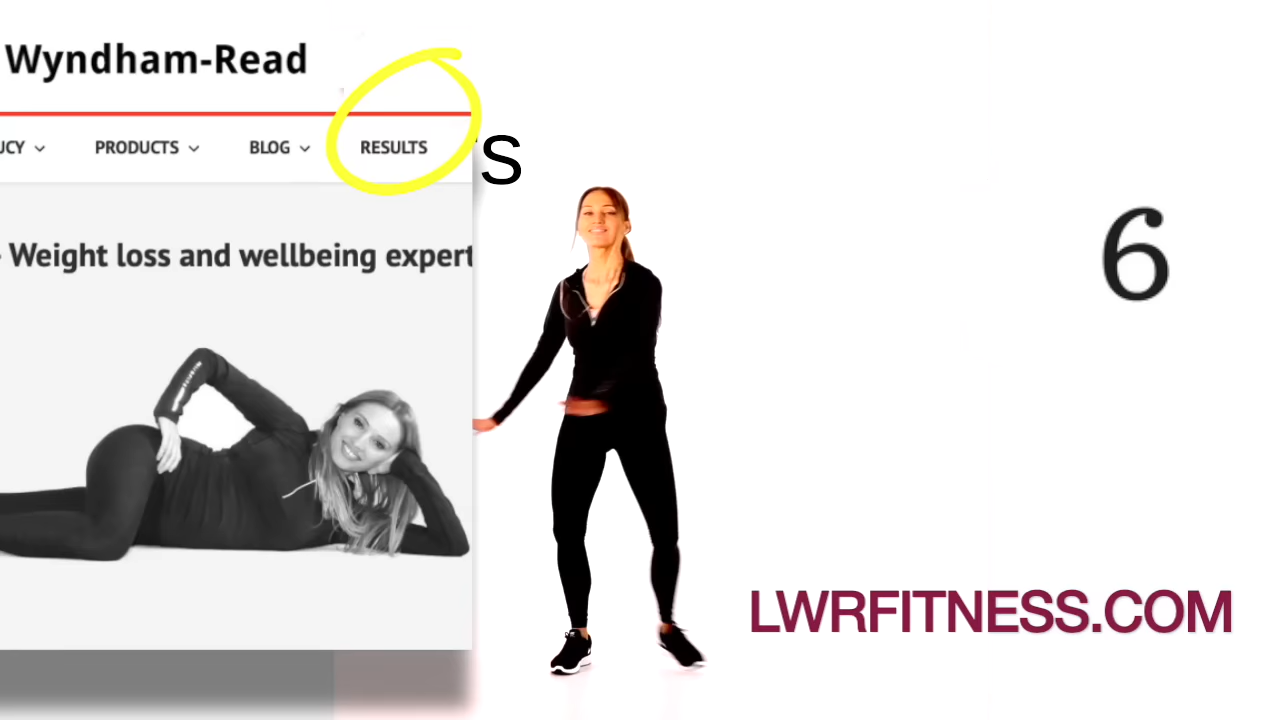 Wyndham-Read
UCY PRODUCTS BLOG RESULTS
S
Weight loss and wellbeing expert
6
LWRFITNESS.COM